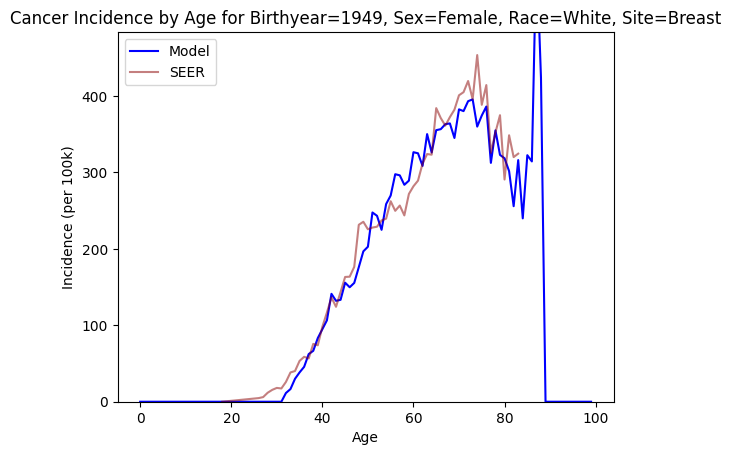 Cancer Incidence by Age for Birthyear=1949, Sex=Female, Race=White, Site=Breast
Model
SEER
400
300
200
100
0
Incidence (per 100k)
0 20 40 60 80 100
Age